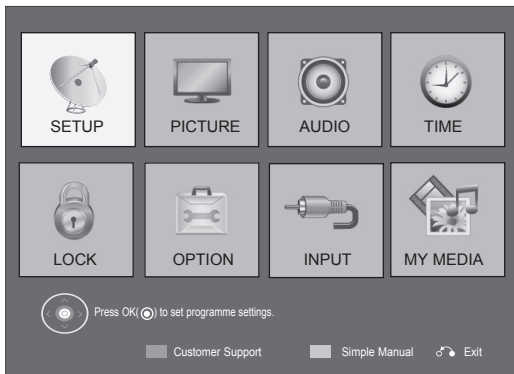 SETUP PICTURE AUDIO TIME
LOCK OPTION INPUT MY MEDIA
Press OK( ) to set programme settings.
Customer Support Simple Manual Exit